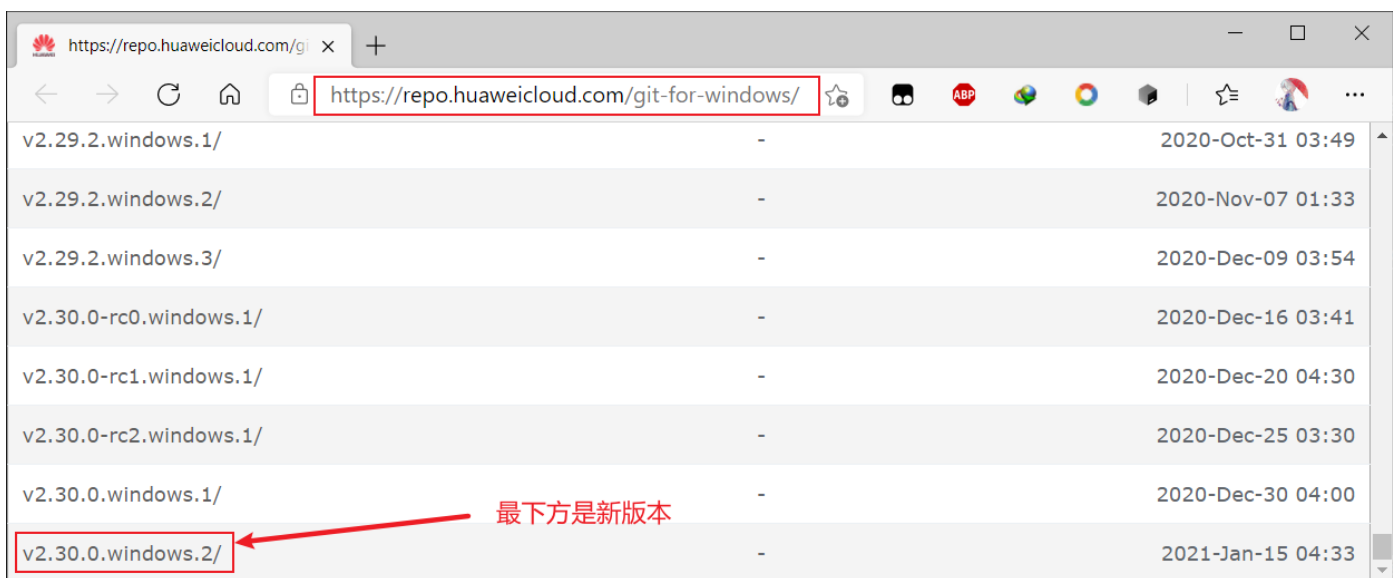 https://repo.huaweicloud.com/gi
https://repo.huaweicloud.com/git-for-windows/
ABP
v2.29.2.windows.1/ - 2020-Oct-31 03:49
v2.29.2.windows.2/ - 2020-Nov-07 01:33
v2.29.2.windows.3/ - 2020-Dec-09 03:54
v2.30.0-rc0.windows.1/ - 2020-Dec-16 03:41
v2.30.0-rc1.windows.1/ - 2020-Dec-20 04:30
v2.30.0-rc2.windows.1/ - 2020-Dec-25 03:30
v2.30.0.windows.1/ - 2020-Dec-30 04:00
最下方是新版本
v2.30.0.windows.2/ - 2021-Jan-15 04:33